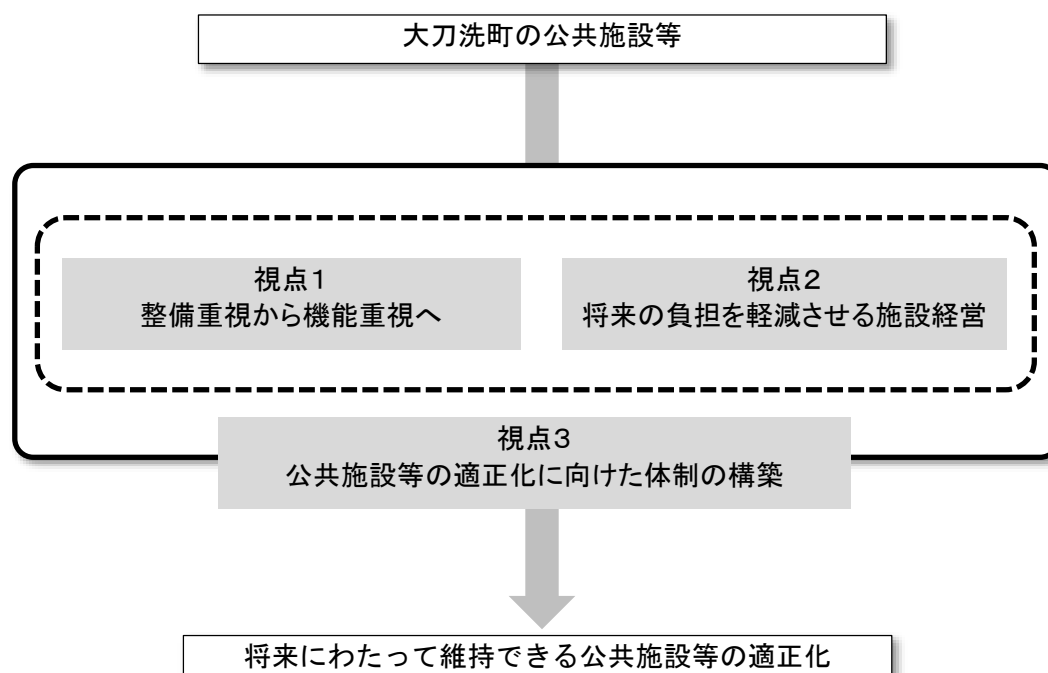 大刀洗町の公共施設等
視点１
整備重視から機能重視へ
視点２
将来の負担を軽減させる施設経営
視点３
公共施設等の適正化に向けた体制の構築
将来にわたって維持できる公共施設等の適正化